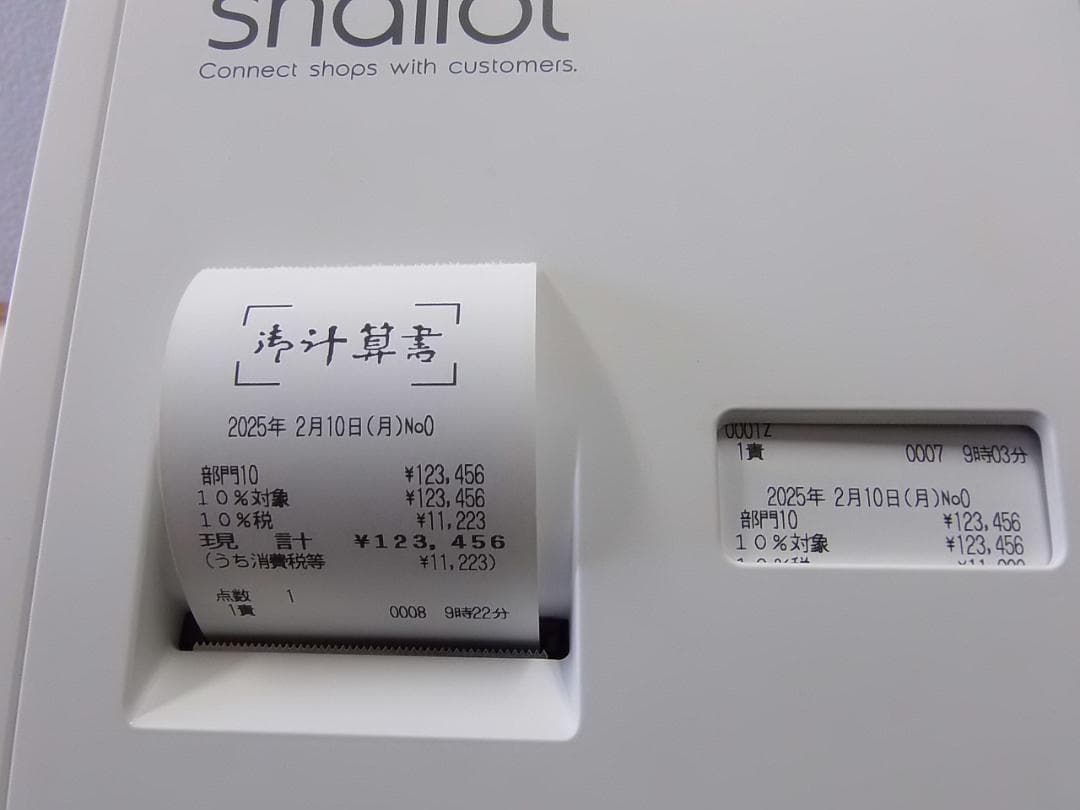 shallot
Connect shops with customers.
御計算書
2025年 2月10日(月)No0
部門10 ¥123,456
10%対象 ¥123,456
10%税 ¥11,223
現 計 ¥123,456
(うち消費税等 ¥11,223)
点数 1
1責 0008 9時22分
00012
1責 0007 9時03分
2025年 2月10日(月)No0
部門10 ¥123,456
10%対象 ¥123,456